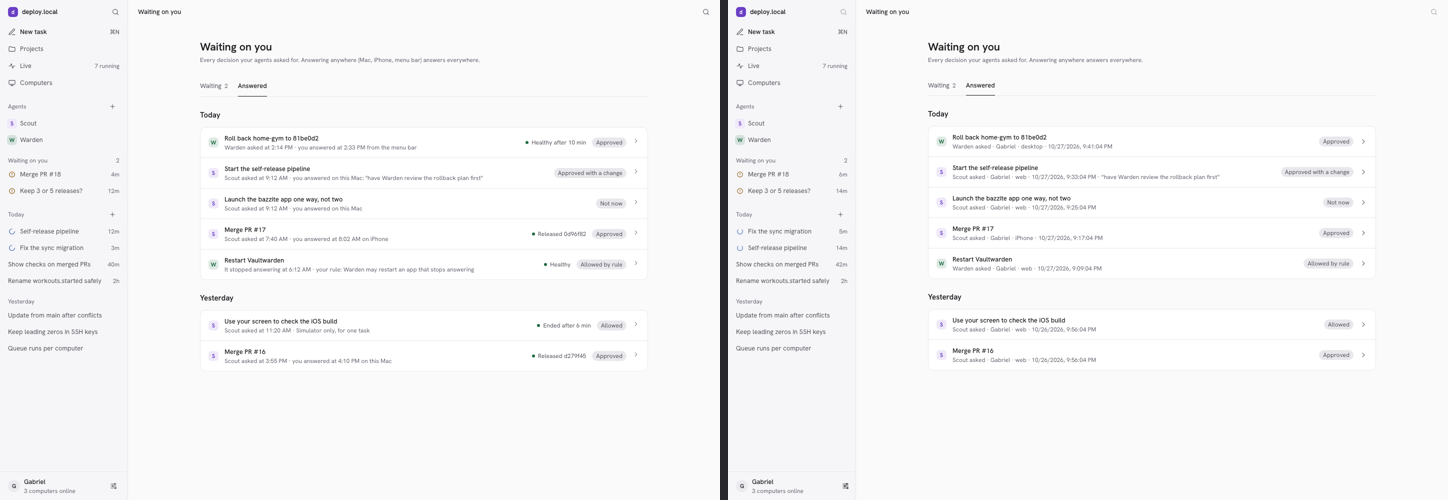 d deploy.local
New task ⌘N
Projects
Live 7 running
Computers
Agents +
S Scout
W Warden
Waiting on you 2
Merge PR #18 4m
Keep 3 or 5 releases? 12m
Today +
Self-release pipeline 12m
Fix the sync migration 3m
Show checks on merged PRs 40m
Rename workouts.started safely 2h
Yesterday
Update from main after conflicts
Keep leading zeros in SSH keys
Queue runs per computer
G Gabriel
3 computers online
Waiting on you
Waiting on you
Every decision your agents asked for. Answering anywhere (Mac, iPhone, menu bar) answers everywhere.
Waiting 2 Answered
Today
W Roll back home-gym to 81be0d2
Warden asked at 2:14 PM · you answered at 2:33 PM from the menu bar
Healthy after 10 min Approved
S Start the self-release pipeline
Scout asked at 9:12 AM · you answered on this Mac: "have Warden review the rollback plan first"
Approved with a change
S Launch the bazzite app one way, not two
Scout asked at 9:12 AM · you answered on this Mac
Not now
S Merge PR #17
Scout asked at 7:40 AM · you answered at 8:02 AM on iPhone
Released 0d96f82 Approved
W Restart Vaultwarden
It stopped answering at 6:12 AM · your rule: Warden may restart an app that stops answering
Healthy Allowed by rule
Yesterday
S Use your screen to check the iOS build
Scout asked at 11:20 AM · Simulator only, for one task
Ended after 6 min Allowed
S Merge PR #16
Scout asked at 3:55 PM · you answered at 4:10 PM on this Mac
Released d279f45 Approved
d deploy.local
New task ⌘N
Projects
Live 7 running
Computers
Agents +
S Scout
W Warden
Waiting on you 2
Merge PR #18 6m
Keep 3 or 5 releases? 14m
Today +
Fix the sync migration 5m
Self-release pipeline 14m
Show checks on merged PRs 42m
Rename workouts.started safely 2h
Yesterday
Update from main after conflicts
Keep leading zeros in SSH keys
Queue runs per computer
G Gabriel
3 computers online
Waiting on you
Waiting on you
Every decision your agents asked for. Answering anywhere answers everywhere.
Waiting 2 Answered
Today
W Roll back home-gym to 81be0d2
Warden asked · Gabriel · desktop · 10/27/2026, 9:41:04 PM
Approved
S Start the self-release pipeline
Scout asked · Gabriel · web · 10/27/2026, 9:33:04 PM · "have Warden review the rollback plan first"
Approved with a change
S Launch the bazzite app one way, not two
Scout asked · Gabriel · web · 10/27/2026, 9:25:04 PM
Not now
S Merge PR #17
Scout asked · Gabriel · iPhone · 10/27/2026, 9:17:04 PM
Approved
W Restart Vaultwarden
Warden asked · Gabriel · web · 10/27/2026, 9:09:04 PM
Allowed by rule
Yesterday
S Use your screen to check the iOS build
Scout asked · Gabriel · web · 10/26/2026, 9:56:04 PM
Allowed
S Merge PR #16
Scout asked · Gabriel · web · 10/26/2026, 9:56:04 PM
Approved